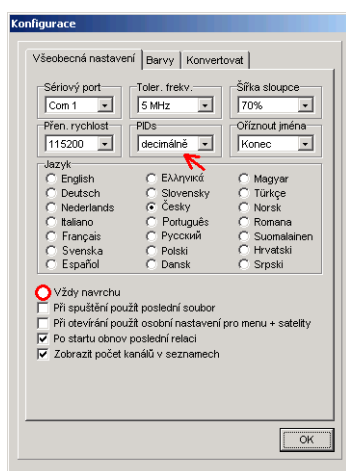 Konfigurace
Všeobecná nastavení Barvy Konvertovat
Sériový port Toler. frekv. Šířka sloupce
Com 1 5 MHz 70%
Přen. rychlost PIDs Oříznout jména
115200 decimálně Konec
Jazyk
English Ελληνικά Magyar
Deutsch Slovensky Türkçe
Nederlands Česky Norsk
Italiano Português Romana
Français Русский Suomalainen
Svenska Polski Hrvatski
Español Dansk Srpski
Vždy navrchu
Při spuštění použít poslední soubor
Při otevírání použít osobní nastavení pro menu + satelity
Po startu obnov poslední relaci
Zobrazit počet kanálů v seznamech
OK